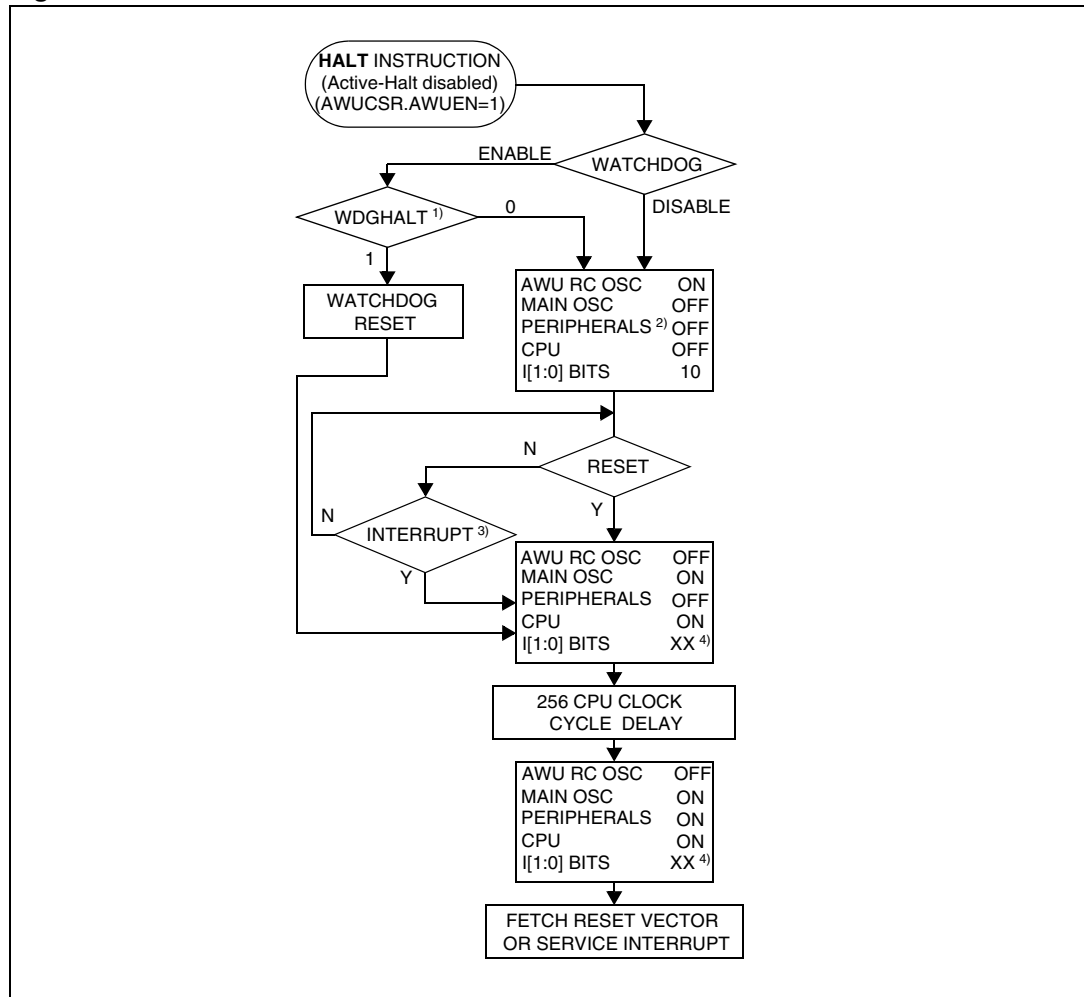 HALT INSTRUCTION
(Active-Halt disabled)
(AWUCSR.AWUEN=1)
ENABLE
WATCHDOG
WDGHALT 1)
0
DISABLE
1
WATCHDOG
RESET
AWU RC OSC ON
MAIN OSC OFF
PERIPHERALS 2) OFF
CPU OFF
I[1:0] BITS 10
N
RESET
N
INTERRUPT 3)
Y
Y
AWU RC OSC OFF
MAIN OSC ON
PERIPHERALS OFF
CPU ON
I[1:0] BITS XX 4)
256 CPU CLOCK
CYCLE DELAY
AWU RC OSC OFF
MAIN OSC ON
PERIPHERALS ON
CPU ON
I[1:0] BITS XX 4)
FETCH RESET VECTOR
OR SERVICE INTERRUPT